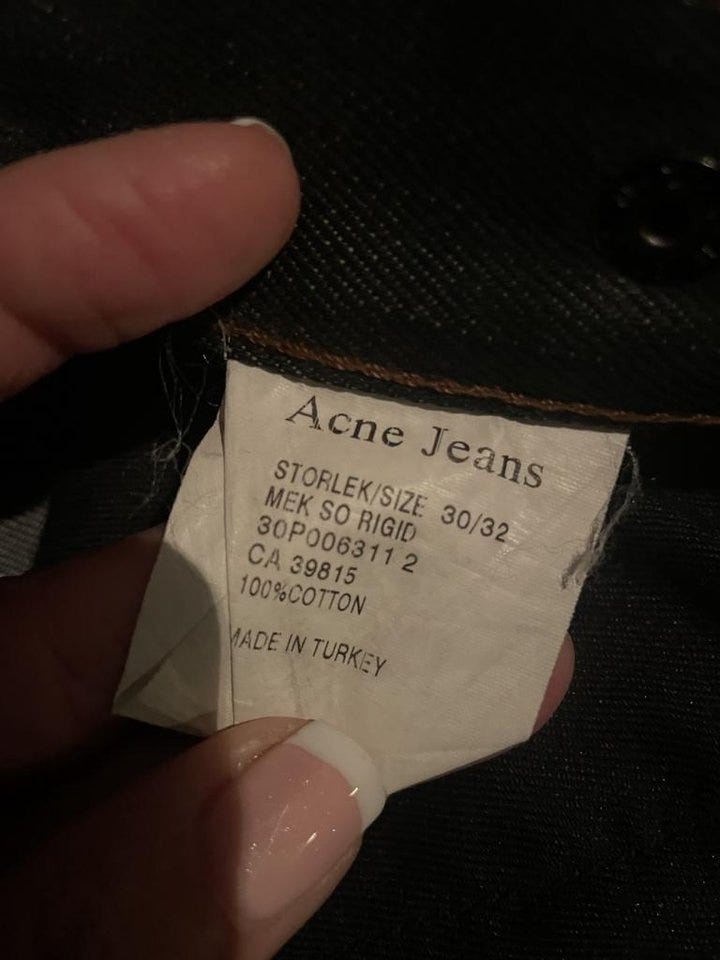 Acne Jeans
STORLEK/SIZE 30/32
MEK SO RIGID
30P006311 2
CA 39815
100%COTTON
MADE IN TURKEY